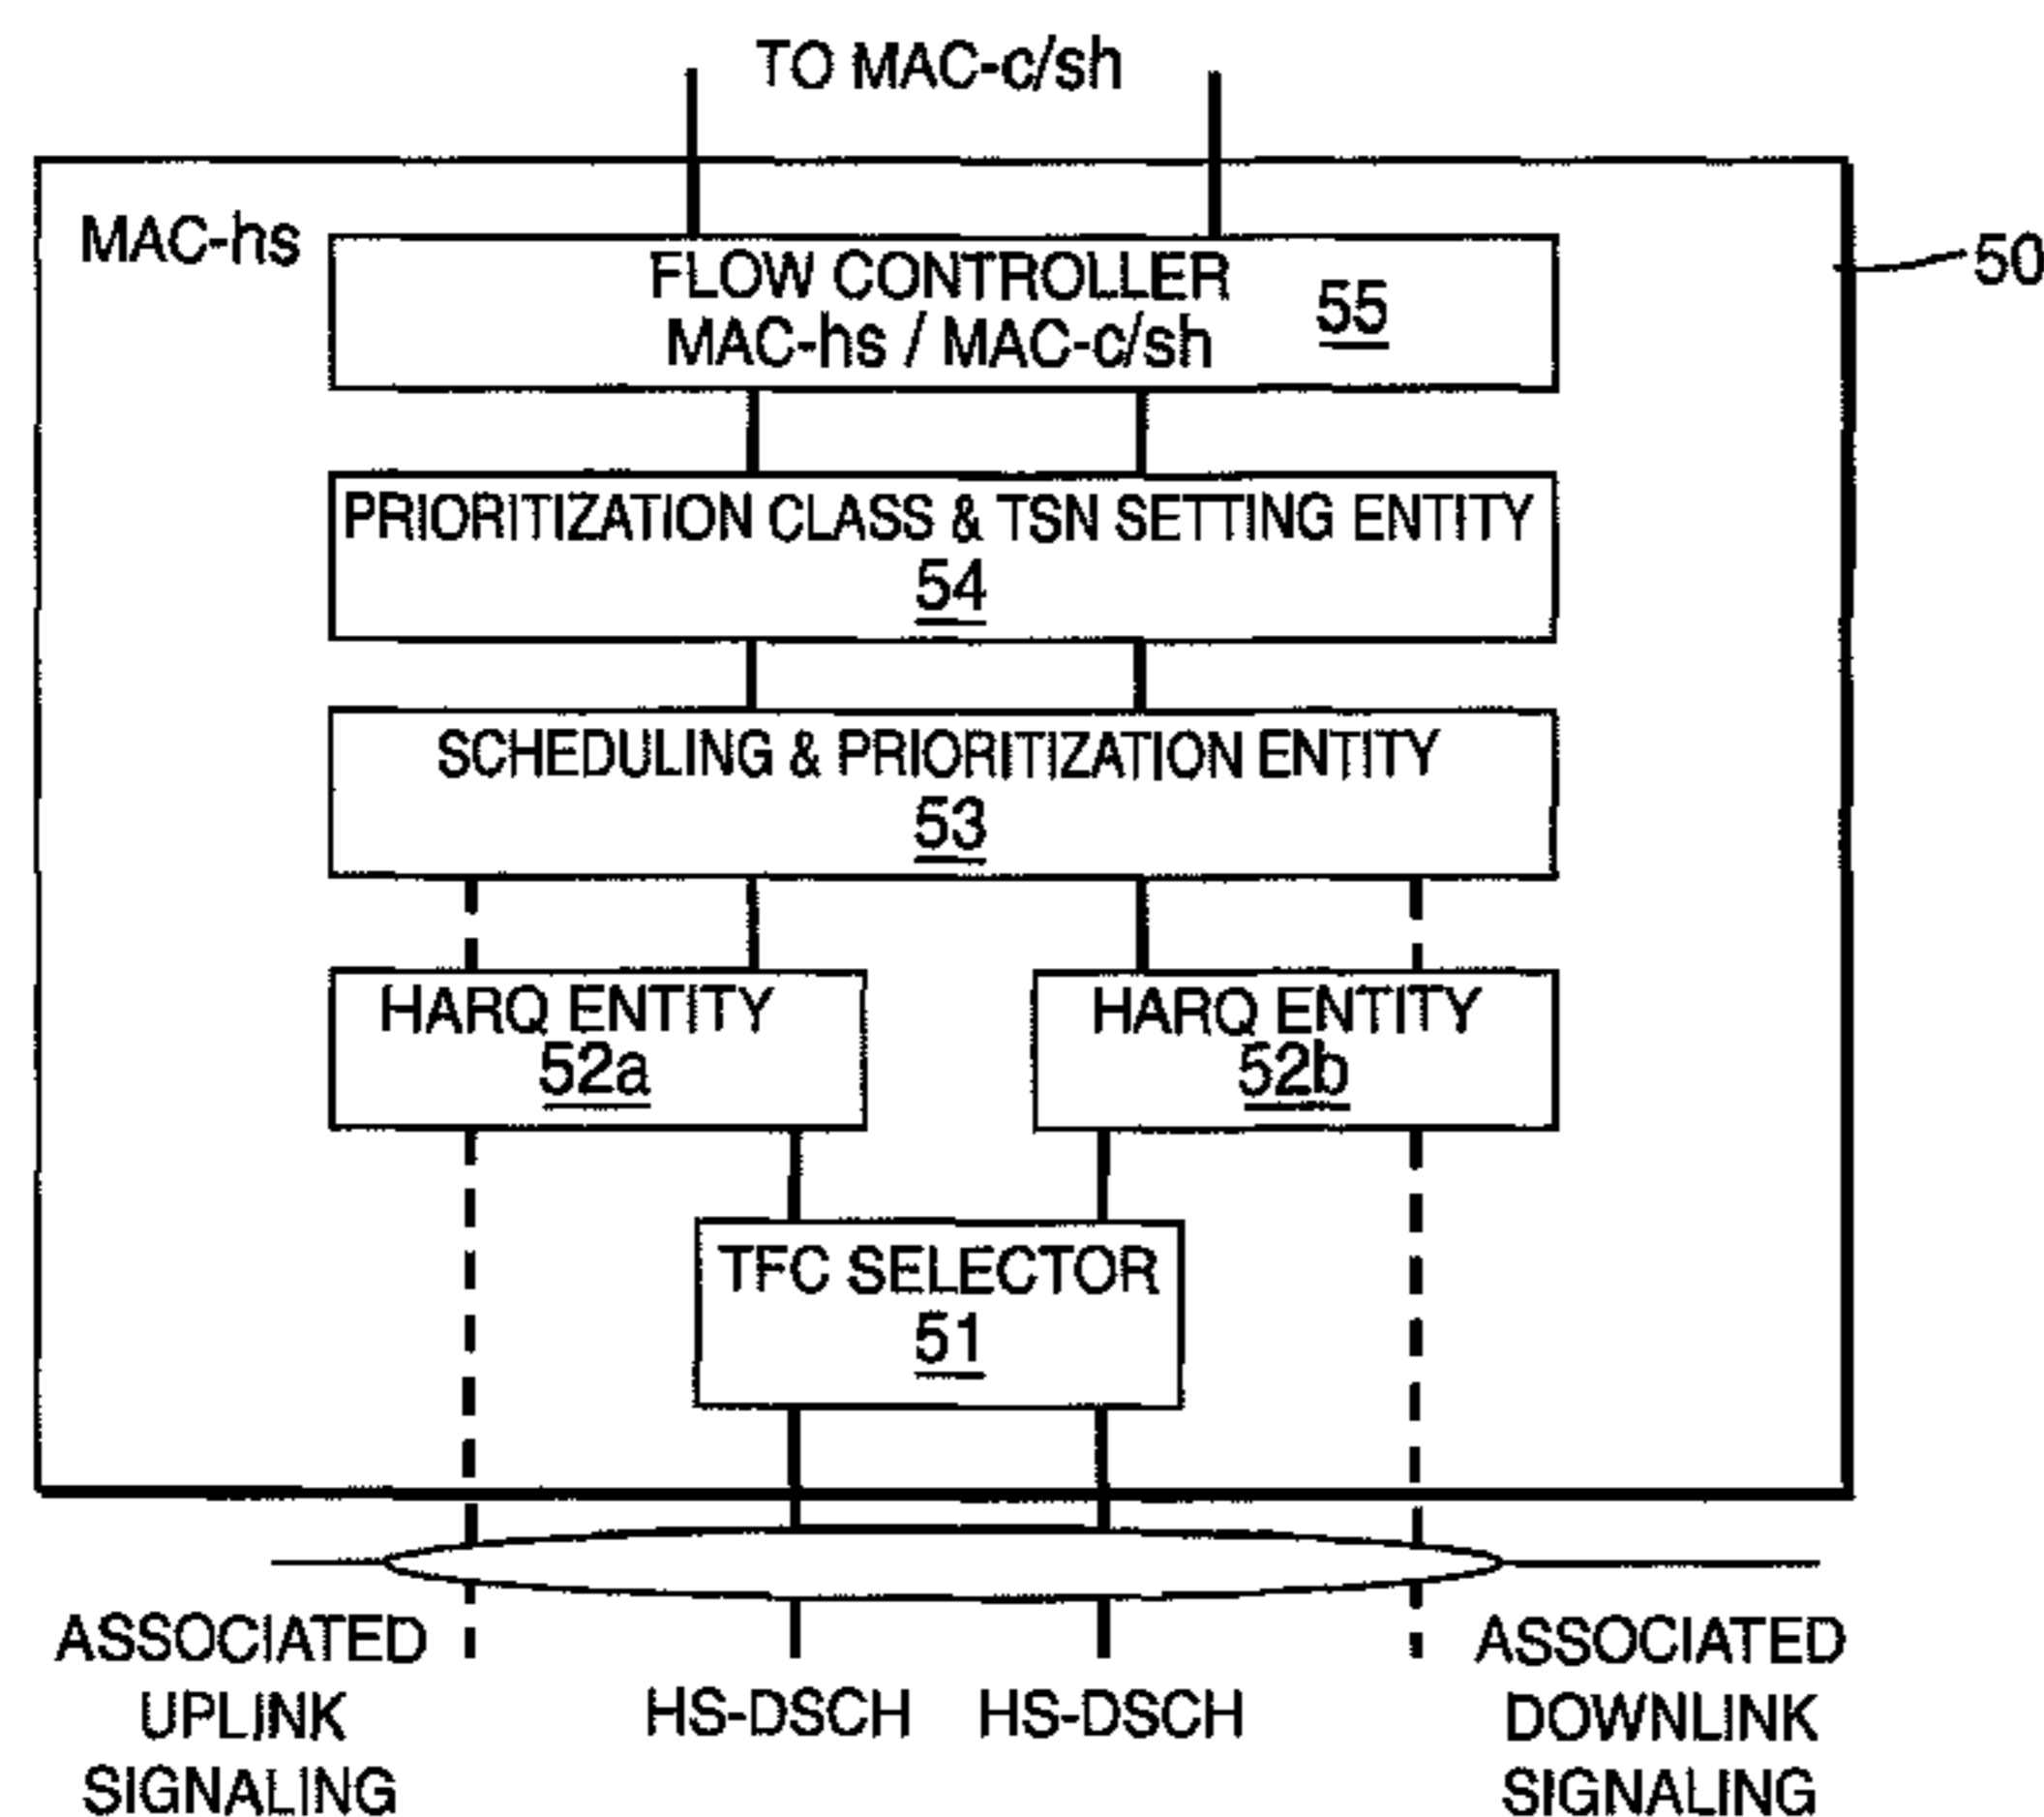 TO MAC-c/sh
MAC-hs
50
FLOW CONTROLLER
MAC-hs / MAC-c/sh
55
PRIORITIZATION CLASS & TSN SETTING ENTITY
54
SCHEDULING & PRIORITIZATION ENTITY
53
HARQ ENTITY
52a
HARQ ENTITY
52b
TFC SELECTOR
51
ASSOCIATED
UPLINK
SIGNALING
HS-DSCH
HS-DSCH
ASSOCIATED
DOWNLINK
SIGNALING